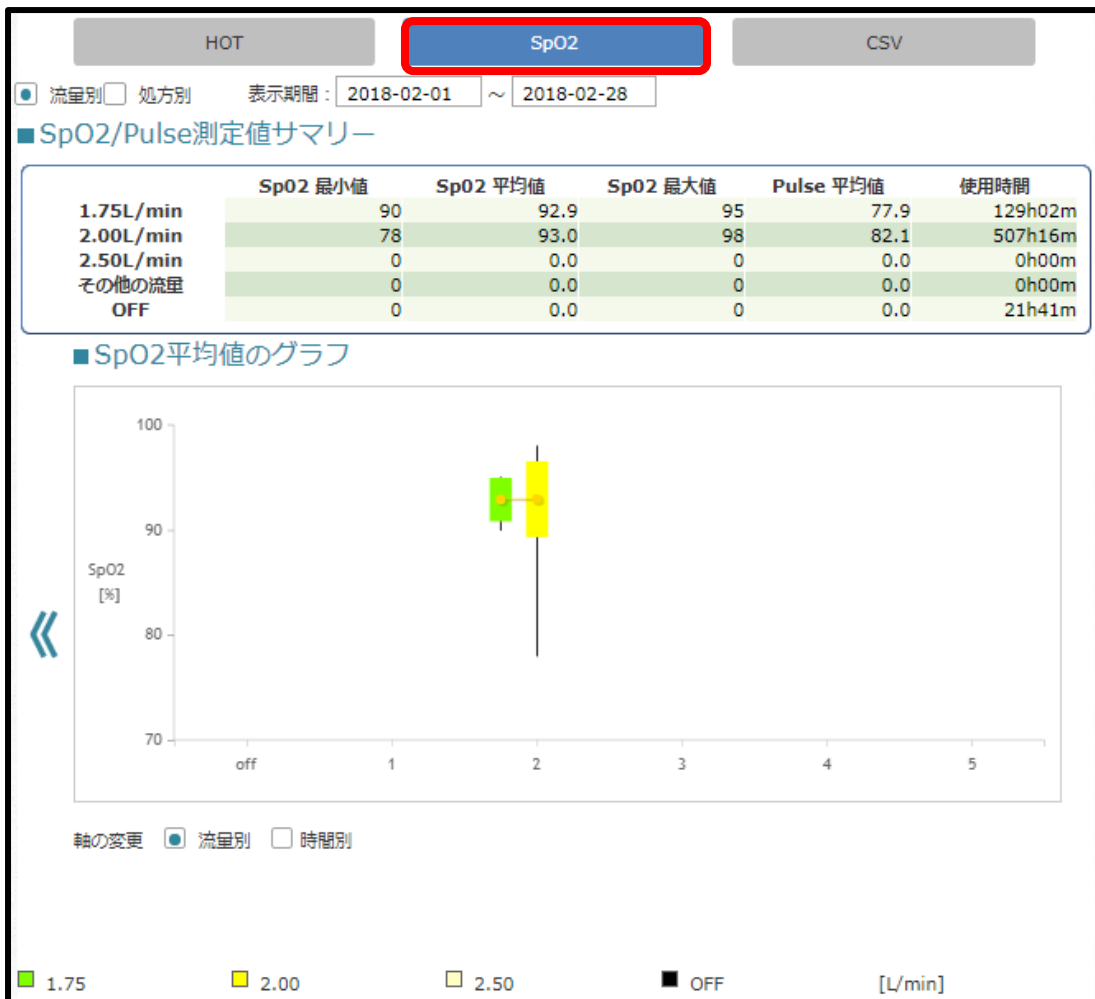 HOT SpO2 CSV
流量別 処方別 表示期間 : 2018-02-01 ～ 2018-02-28
■SpO2/Pulse測定値サマリー
Sp02 最小値 Sp02 平均値 Sp02 最大値 Pulse 平均値 使用時間
1.75L/min 90 92.9 95 77.9 129h02m
2.00L/min 78 93.0 98 82.1 507h16m
2.50L/min 0 0.0 0 0.0 0h00m
その他の流量 0 0.0 0 0.0 0h00m
OFF 0 0.0 0 0.0 21h41m
■SpO2平均値のグラフ
100
90
SpO2
[%]
80
70
off 1 2 3 4 5
軸の変更 流量別 時間別
1.75 2.00 2.50 OFF [L/min]